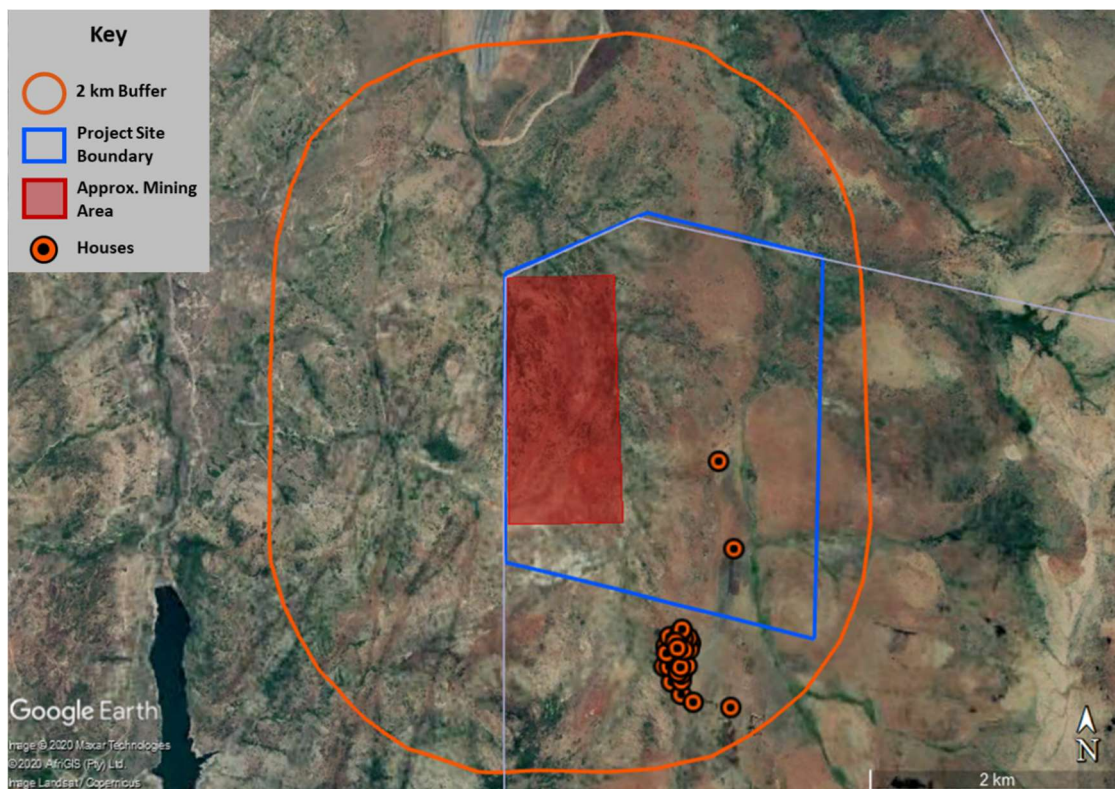 Key
2 km Buffer
Project Site
Boundary
Approx. Mining
Area
Houses
Google Earth
Image © 2020 Maxar Technologies
© 2020 AfriGIS (Pty) Ltd.
Image Landsat / Copernicus
N
2 km